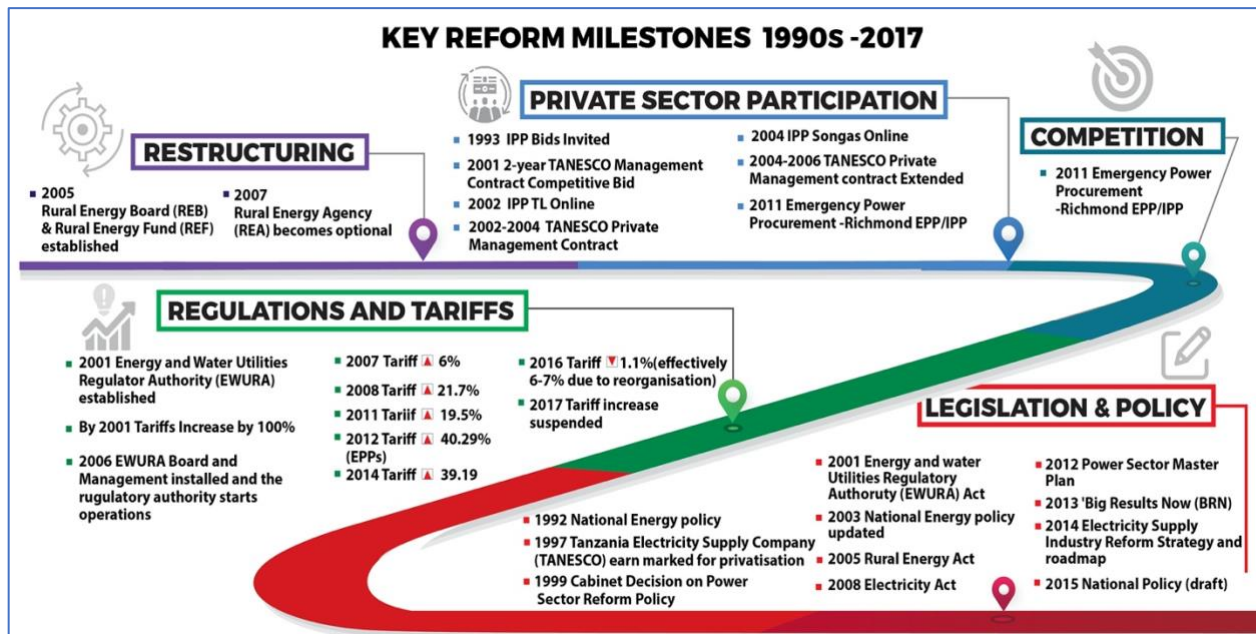 KEY REFORM MILESTONES 1990s -2017
RESTRUCTURING
2005
Rural Energy Board (REB)
& Rural Energy Fund (REF)
established
2007
Rural Energy Agency
(REA) becomes optional
PRIVATE SECTOR PARTICIPATION
1993 IPP Bids Invited
2001 2-year TANESCO Management
Contract Competitive Bid
2002 IPP TL Online
2002-2004 TANESCO Private
Management Contract
2004 IPP Songas Online
2004-2006 TANESCO Private
Management contract Extended
2011 Emergency Power
Procurement -Richmond EPP/IPP
COMPETITION
2011 Emergency Power
Procurement
-Richmond EPP/IPP
REGULATIONS AND TARIFFS
2001 Energy and Water Utilities
Regulator Authority (EWURA)
established
By 2001 Tariffs Increase by 100%
2006 EWURA Board and
Management installed and the
rugulatory authority starts
operations
2007 Tariff ▲ 6%
2008 Tariff ▲ 21.7%
2011 Tariif ▲ 19.5%
2012 Tariff ▲ 40.29%
(EPPs)
2014 Tariff ▲ 39.19
2016 Tariff ▼ 1.1%(effectively
6-7% due to reorganisation)
2017 Tariff increase
suspended
LEGISLATION & POLICY
1992 National Energy policy
1997 Tanzania Electricity Supply Company
(TANESCO) earn marked for privatisation
1999 Cabinet Decision on Power
Sector Reform Policy
2001 Energy and water
Utilities Regulatory
Authoruty (EWURA) Act
2003 National Energy policy
updated
2005 Rural Energy Act
2008 Electricity Act
2012 Power Sector Master
Plan
2013 'Big Results Now (BRN)
2014 Electricity Supply
Industry Reform Strategy and
roadmap
2015 National Policy (draft)